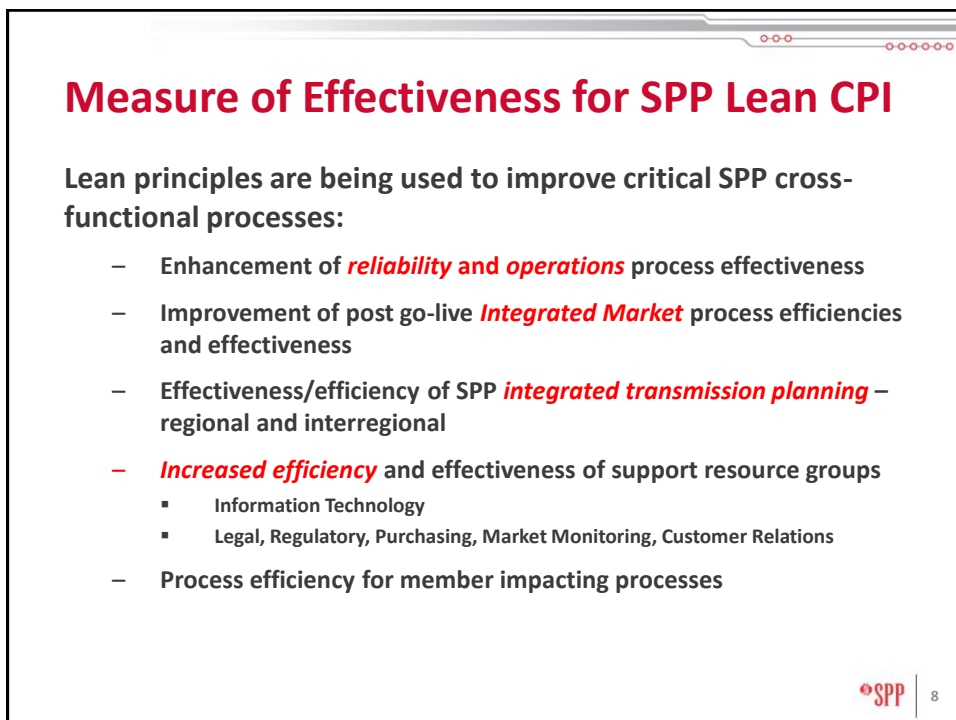 Measure of Effectiveness for SPP Lean CPI
Lean principles are being used to improve critical SPP cross-
functional processes:
– Enhancement of reliability and operations process effectiveness
– Improvement of post go-live Integrated Market process efficiencies
and effectiveness
– Effectiveness/efficiency of SPP integrated transmission planning –
regional and interregional
– Increased efficiency and effectiveness of support resource groups
▪ Information Technology
▪ Legal, Regulatory, Purchasing, Market Monitoring, Customer Relations
– Process efficiency for member impacting processes
SPP 8